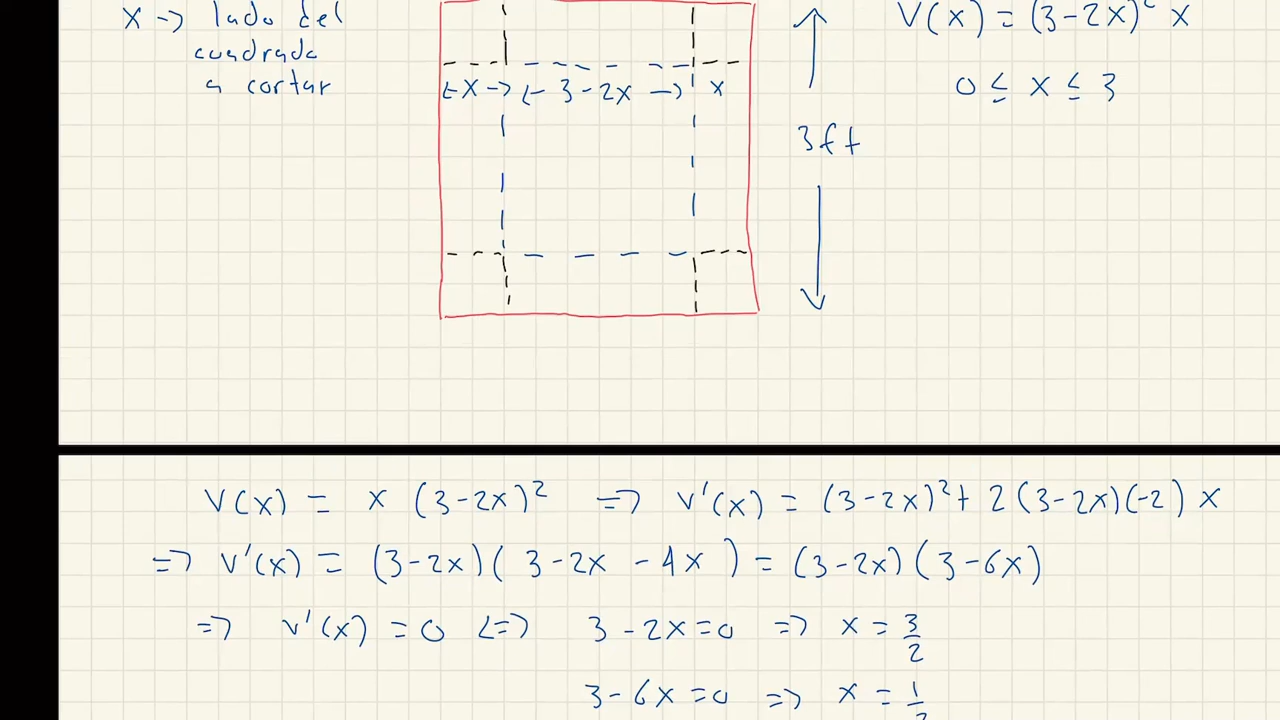 x → lado del
cuadrado
a cortar
←x→ ←3-2x→ x
3ft
V(x) = (3-2x)² x
0 ≤ x ≤ 3
V(x) = x (3-2x)² ⇒ V'(x) = (3-2x)² + 2(3-2x)(-2) x
⇒ V'(x) = (3-2x)( 3-2x -4x ) = (3-2x)(3-6x)
⇒ V'(x) = 0 ⇔ 3-2x=0 ⇒ x = 3/2
3-6x=0 ⇒ x = 1/2